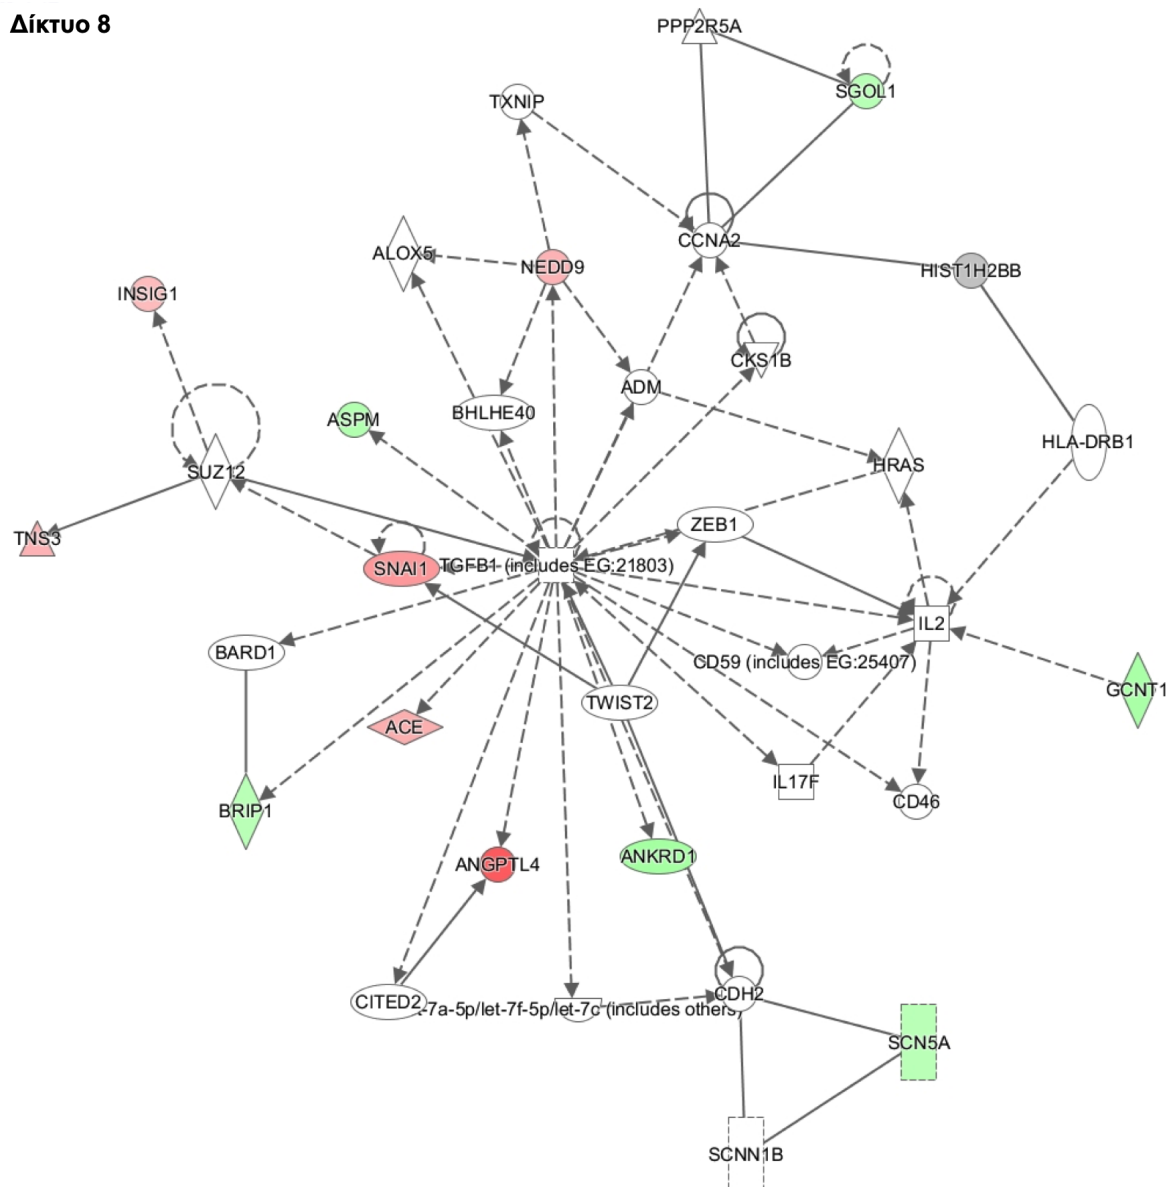 Δίκτυο 8
PPP2R5A
SGOL1
TXNIP
CCNA2
ALOX5
NEDD9
HIST1H2BB
INSIG1
CKS1B
ADM
BHLHE40
ASPM
HLA-DRB1
HRAS
SUZ12
ZEB1
TNS3
SNAI1
TGFB1 (includes EG:21803)
IL2
BARD1
CD59 (includes EG:25407)
GCNT1
TWIST2
ACE
IL17F
CD46
BRIP1
ANKRD1
ANGPTL4
CDH2
CITED2
t-7a-5p/let-7f-5p/let-7c (includes others)
SCN5A
SCNN1B